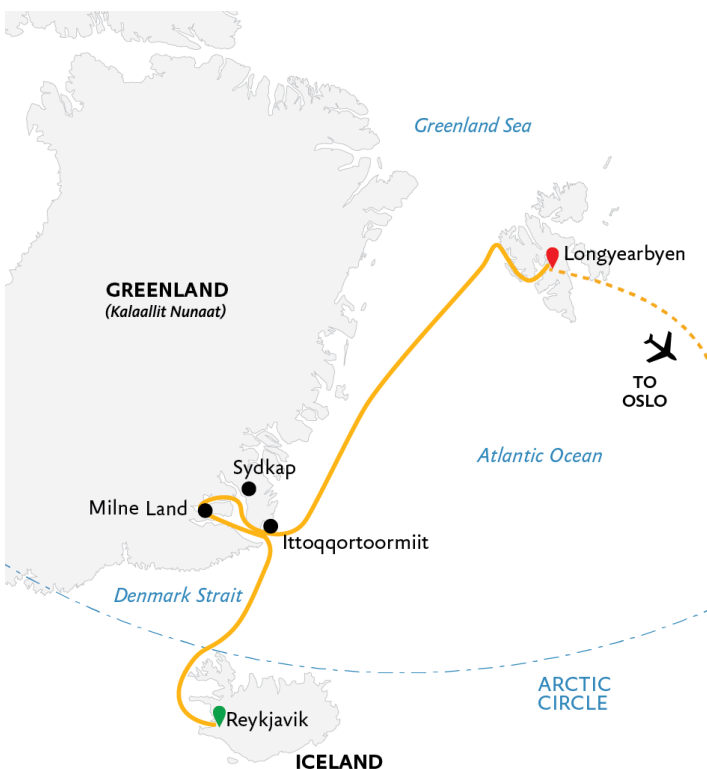 Greenland Sea
Longyearbyen
GREENLAND
(Kalaallit Nunaat)
TO
OSLO
Atlantic Ocean
Sydkap
Milne Land
Ittoqqortoormiit
Denmark Strait
ARCTIC
CIRCLE
Reykjavik
ICELAND